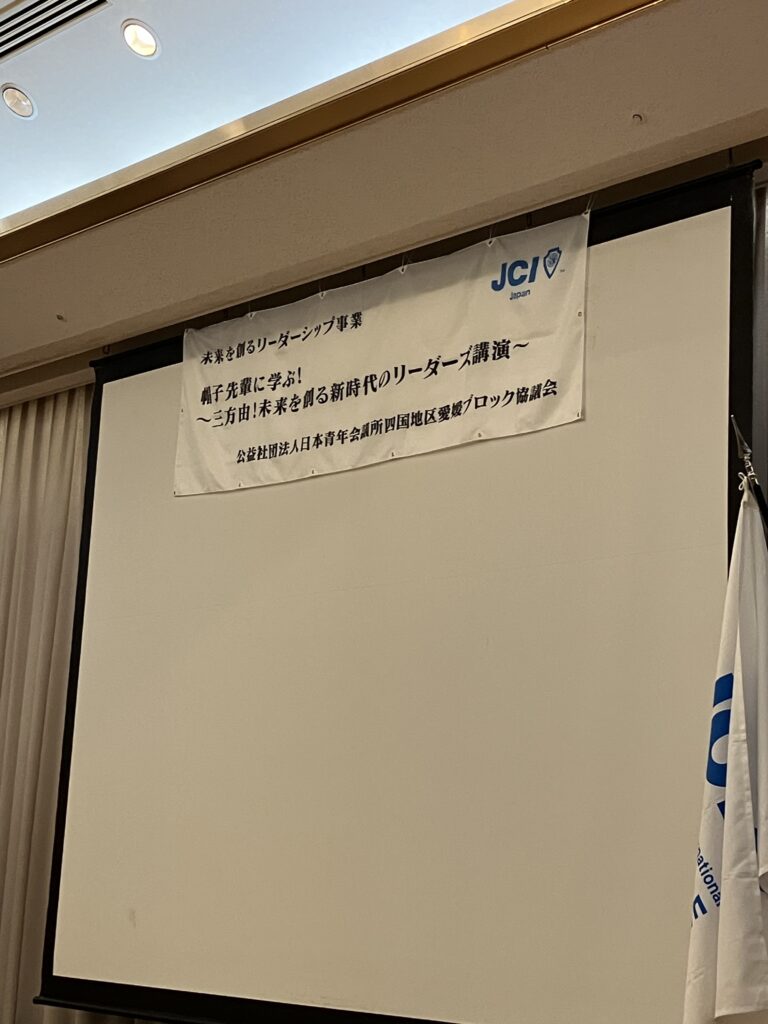 JCI
Japan
未来を創るリーダーシップ事業
帽子先輩に学ぶ!
〜三方由!未来を創る新時代のリーダーズ講演〜
公益社団法人日本青年会議所四国地区愛媛ブロック協議会